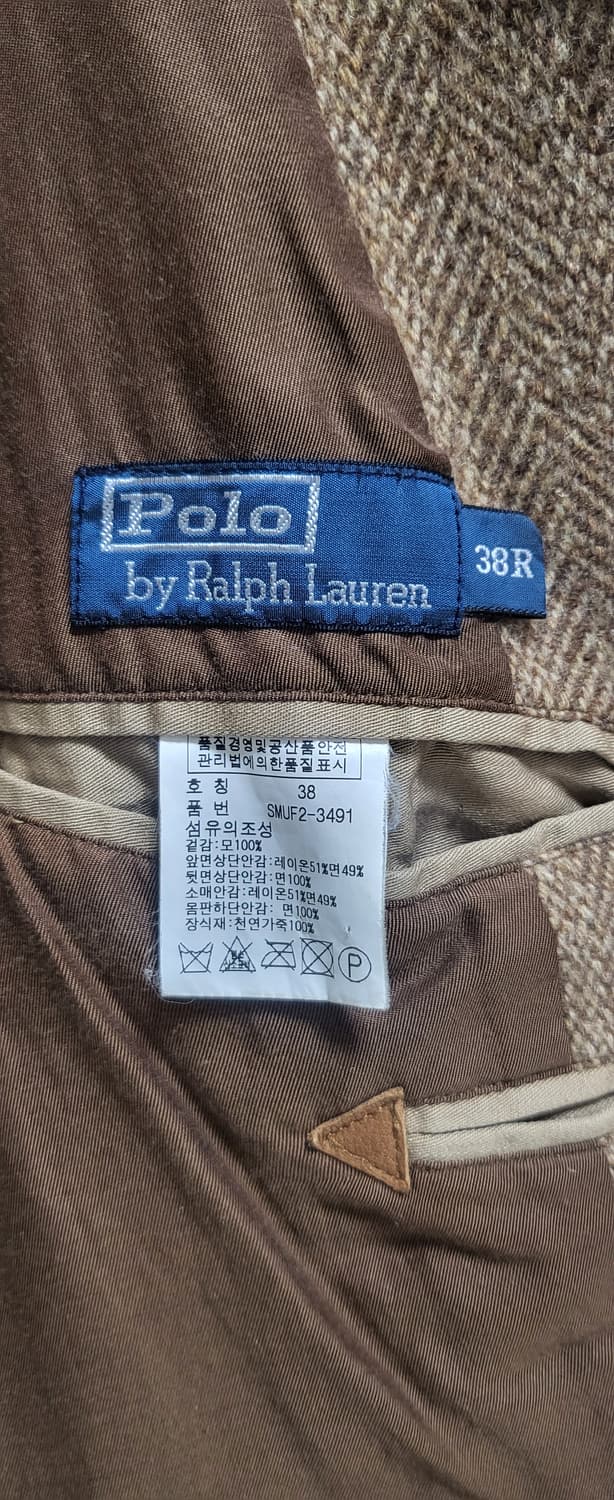 Polo
by Ralph Lauren
38R
품질경영및공산품안전
관리법에의한품질표시
호 칭 38
품 번 SMUF2-3491
섬유의조성
겉감:모100%
앞면상단안감:레이온51%면49%
뒷면상단안감:면100%
소매안감:레이온51%면49%
몸판하단안감: 면100%
장식재:천연가죽100%
P